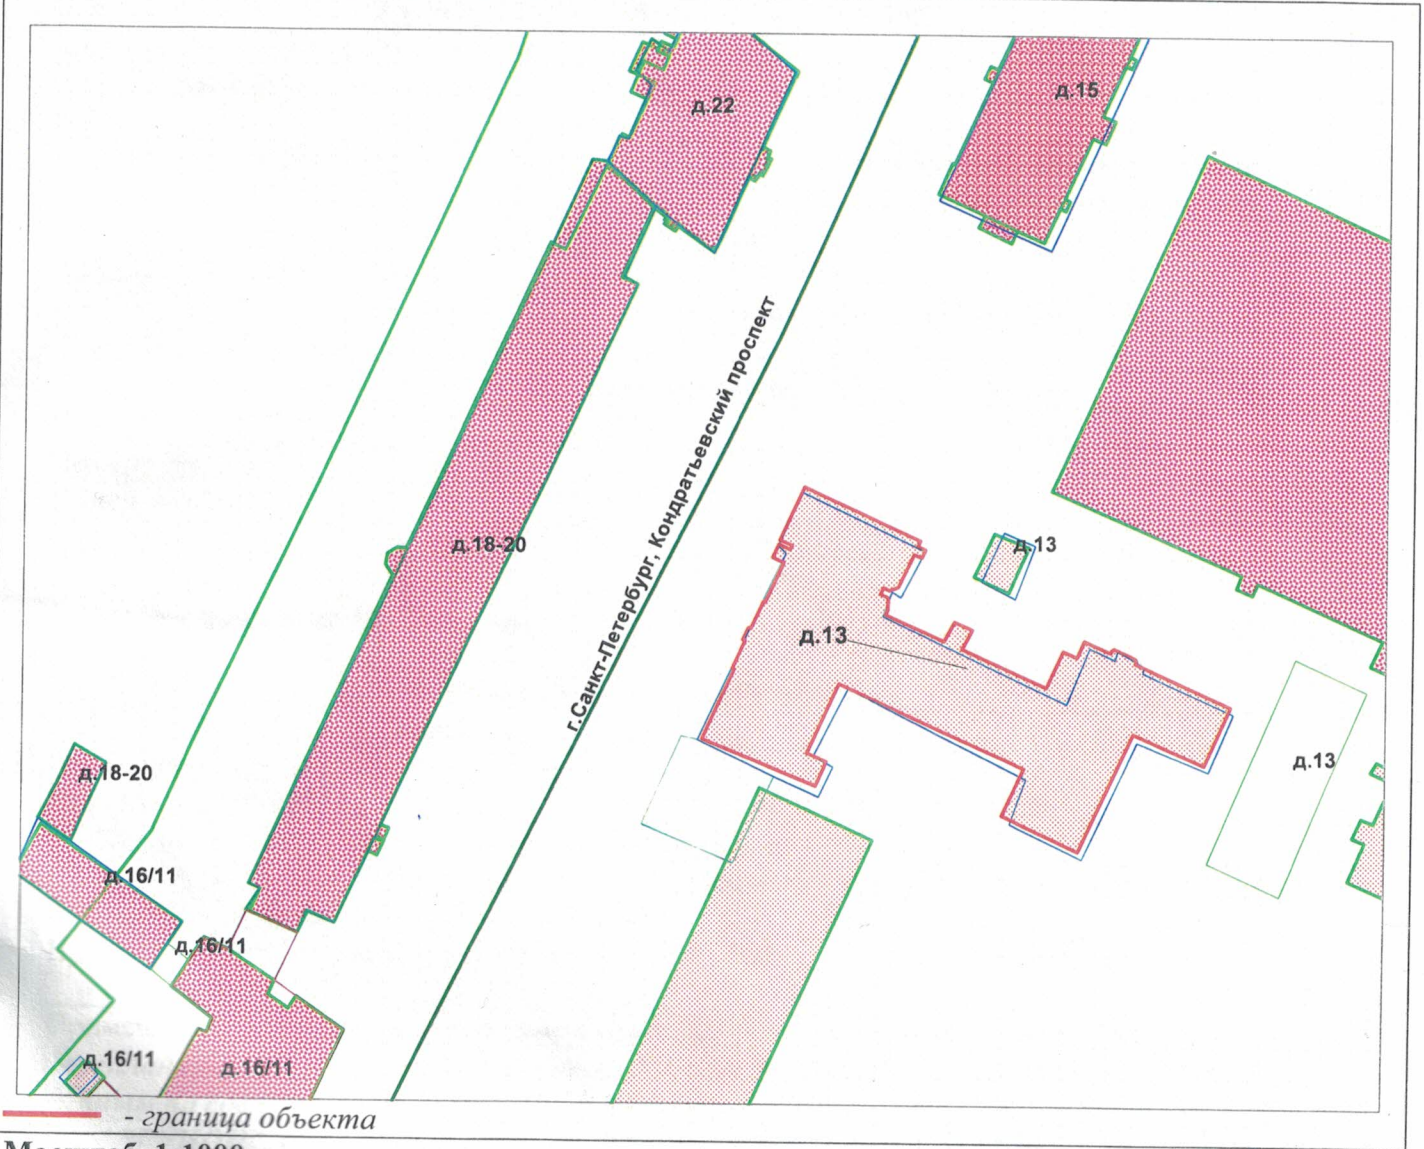 д.22
д.15
г.Санкт-Петербург, Кондратьевский проспект
д.18-20
д.13
д.13
д.13
д.18-20
д.16/11
д.16/11
д.16/11
д.16/11
- граница объекта